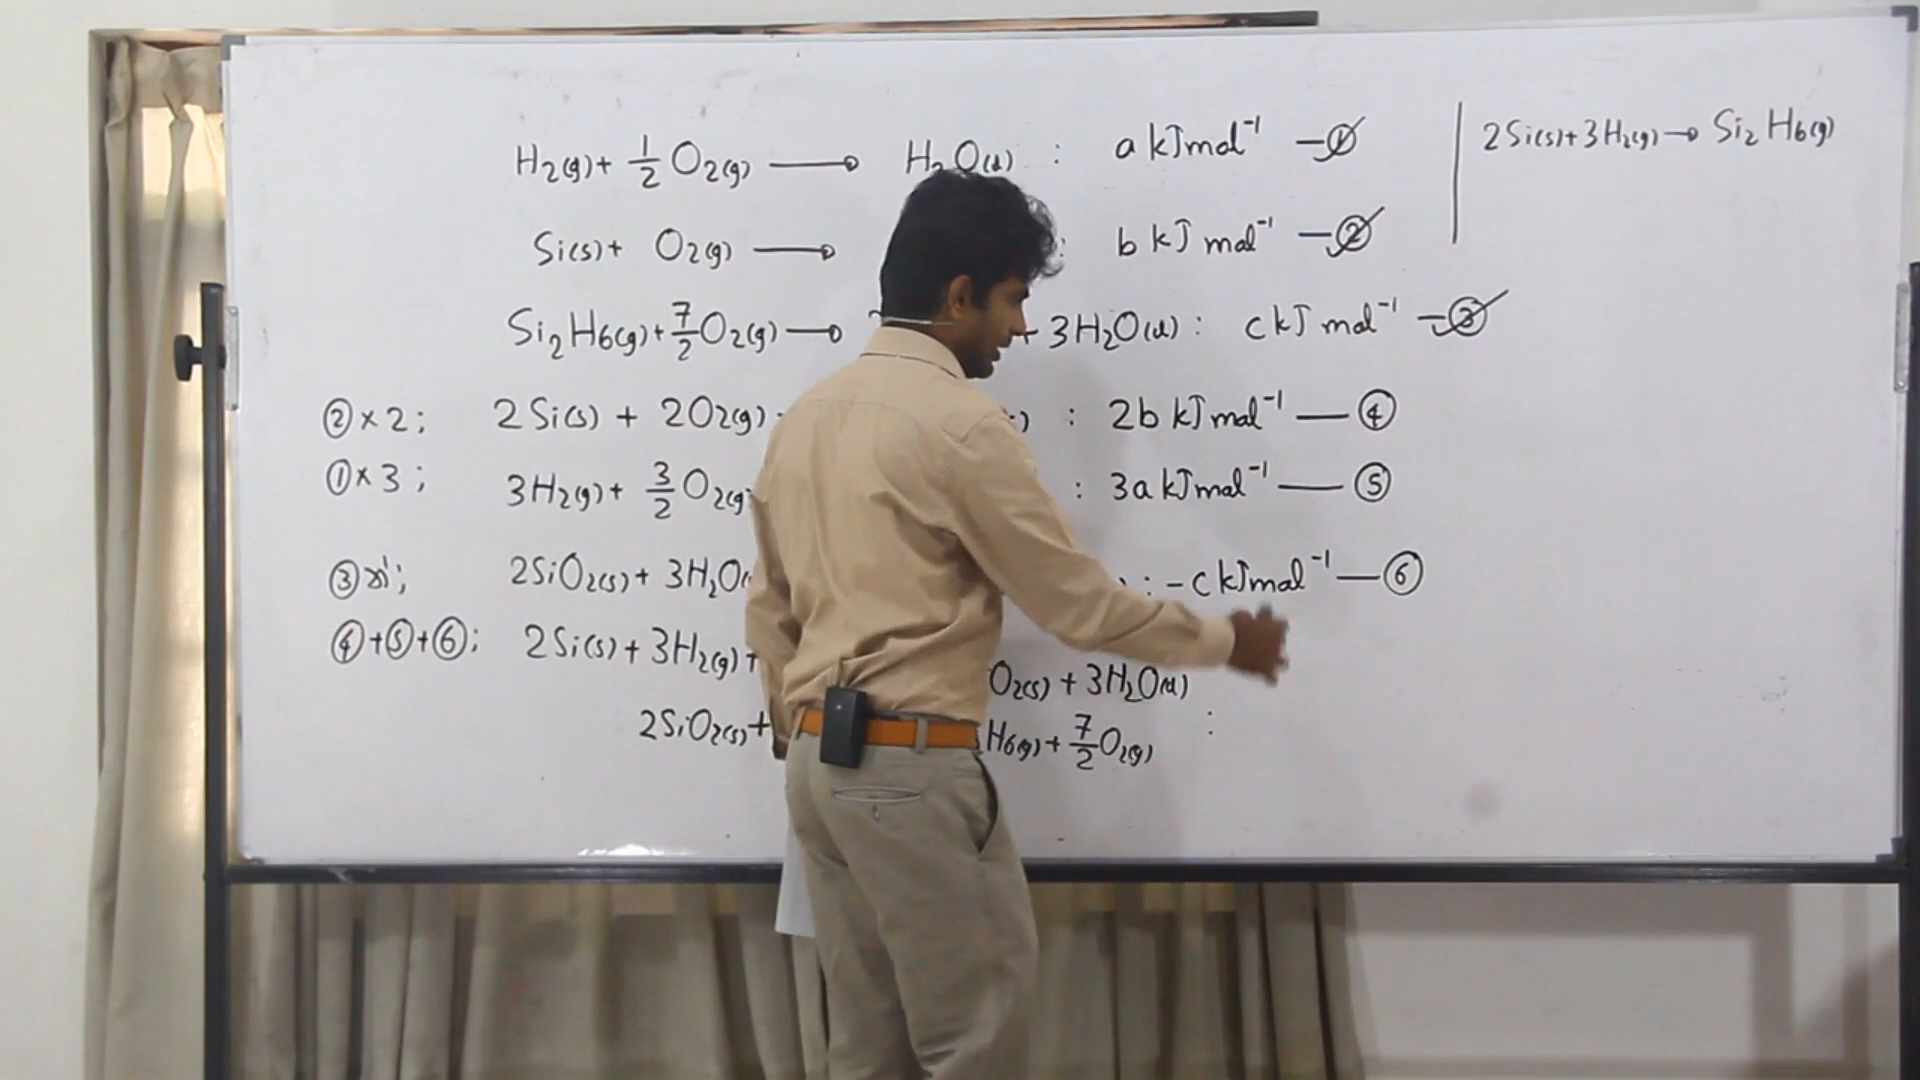 H₂(g) + 1/2 O₂(g) ⟶ H₂O(l) : a kJ mol⁻¹ — ①
2Si(s) + 3H₂(g) → Si₂H₆(g)
Si(s) + O₂(g) ⟶ : b kJ mol⁻¹ — ②
Si₂H₆(g) + 7/2 O₂(g) ⟶ + 3H₂O(l) : c kJ mol⁻¹ — ③
② × 2 ; 2Si(s) + 2O₂(g) : 2b kJ mol⁻¹ — ④
① × 3 ; 3H₂(g) + 3/2 O₂(g) : 3a kJ mol⁻¹ — ⑤
③ ; 2SiO₂(s) + 3H₂O : -c kJ mol⁻¹ — ⑥
④ + ⑤ + ⑥ ; 2Si(s) + 3H₂(g) + O₂(s) + 3H₂O(l)
2SiO₂(s) + H₆(g) + 7/2 O₂(g) :